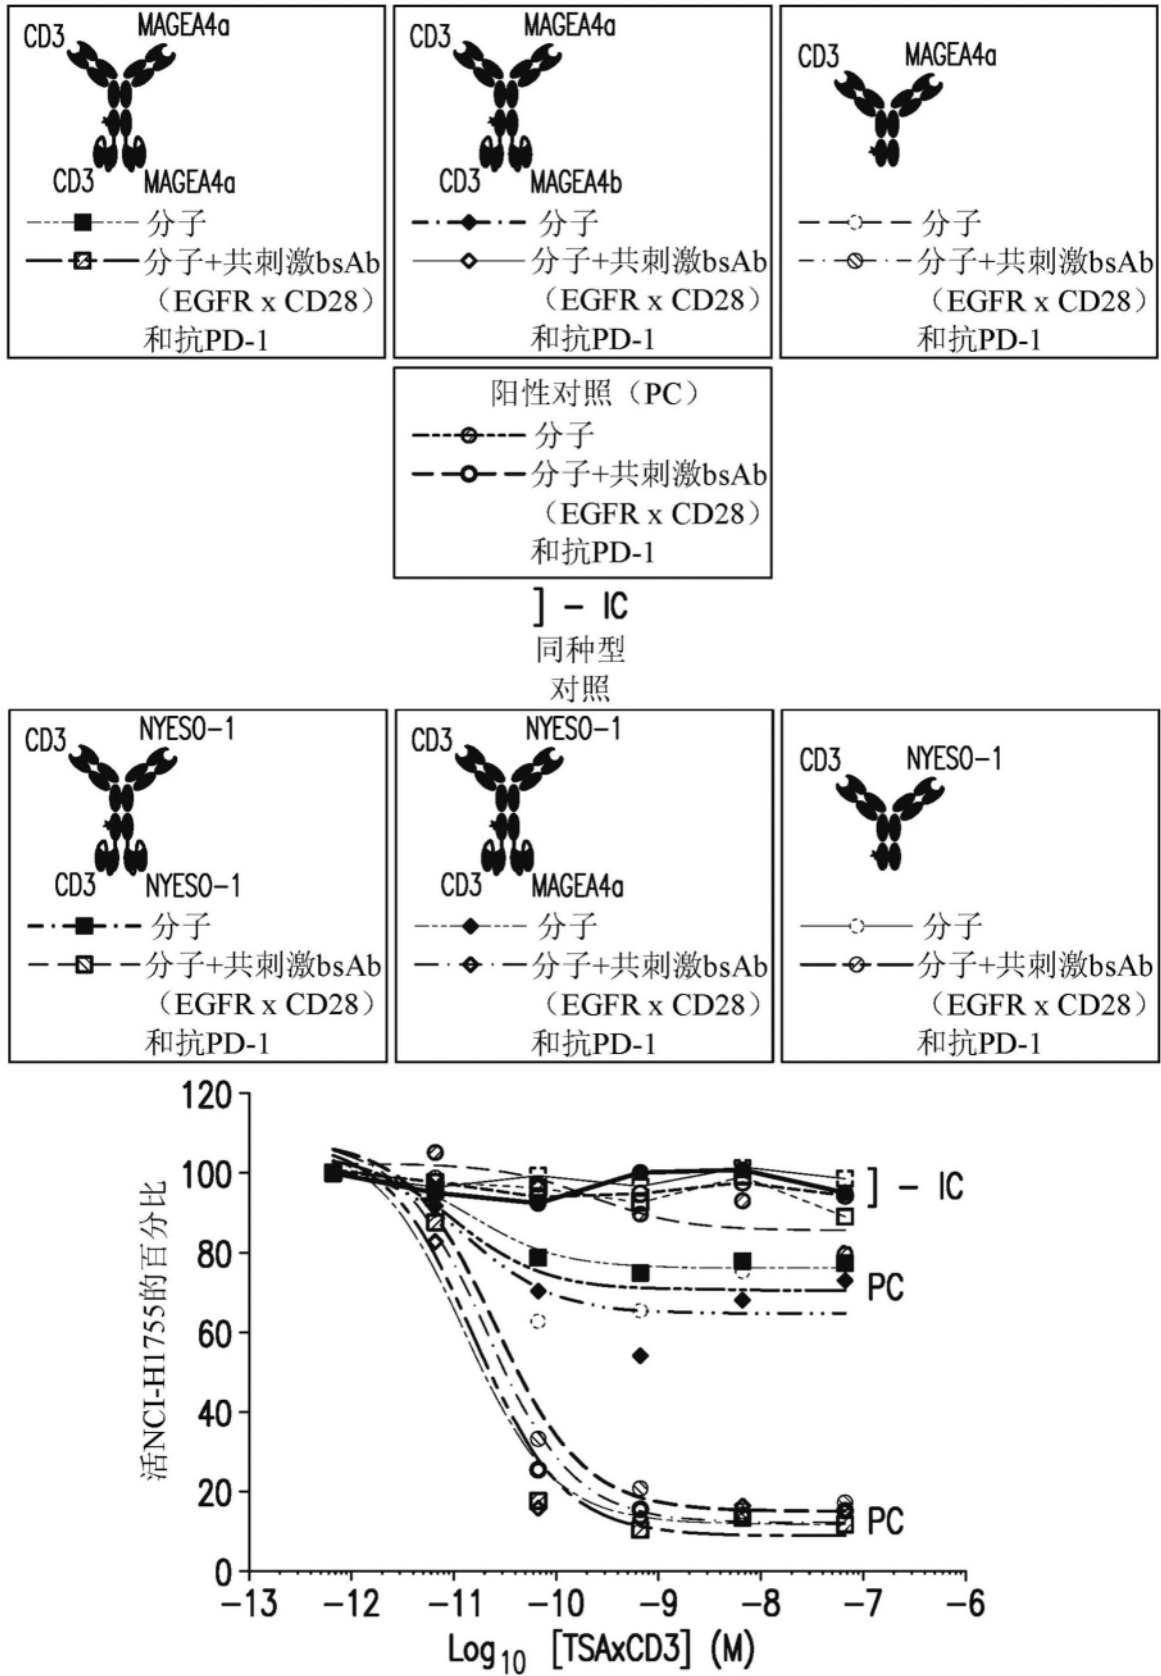 CD3 MAGEA4a
CD3 MAGEA4a
分子
分子+共刺激bsAb
（EGFR x CD28）
和抗PD-1
CD3 MAGEA4a
CD3 MAGEA4b
分子
分子+共刺激bsAb
（EGFR x CD28）
和抗PD-1
CD3 MAGEA4a
分子
分子+共刺激bsAb
（EGFR x CD28）
和抗PD-1
阳性对照（PC）
分子
分子+共刺激bsAb
（EGFR x CD28）
和抗PD-1
] - IC
同种型
对照
CD3 NYESO-1
CD3 NYESO-1
分子
分子+共刺激bsAb
（EGFR x CD28）
和抗PD-1
CD3 NYESO-1
CD3 MAGEA4a
分子
分子+共刺激bsAb
（EGFR x CD28）
和抗PD-1
CD3 NYESO-1
分子
分子+共刺激bsAb
（EGFR x CD28）
和抗PD-1
活NCI-H1755的百分比
120
100
80
60
40
20
0
] - IC
PC
PC
-13 -12 -11 -10 -9 -8 -7 -6
Log10 [TSAxCD3] (M)